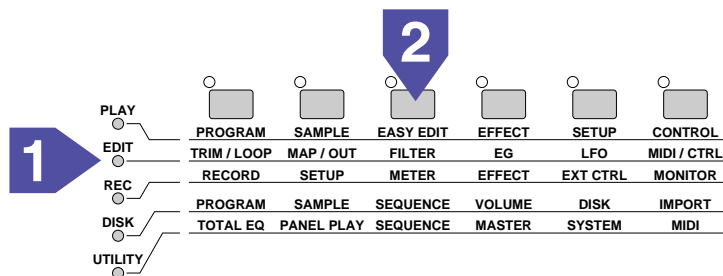 2
PLAY
PROGRAM SAMPLE EASY EDIT EFFECT SETUP CONTROL
1
EDIT
TRIM / LOOP MAP / OUT FILTER EG LFO MIDI / CTRL
REC
RECORD SETUP METER EFFECT EXT CTRL MONITOR
DISK
PROGRAM SAMPLE SEQUENCE VOLUME DISK IMPORT
UTILITY
TOTAL EQ PANEL PLAY SEQUENCE MASTER SYSTEM MIDI